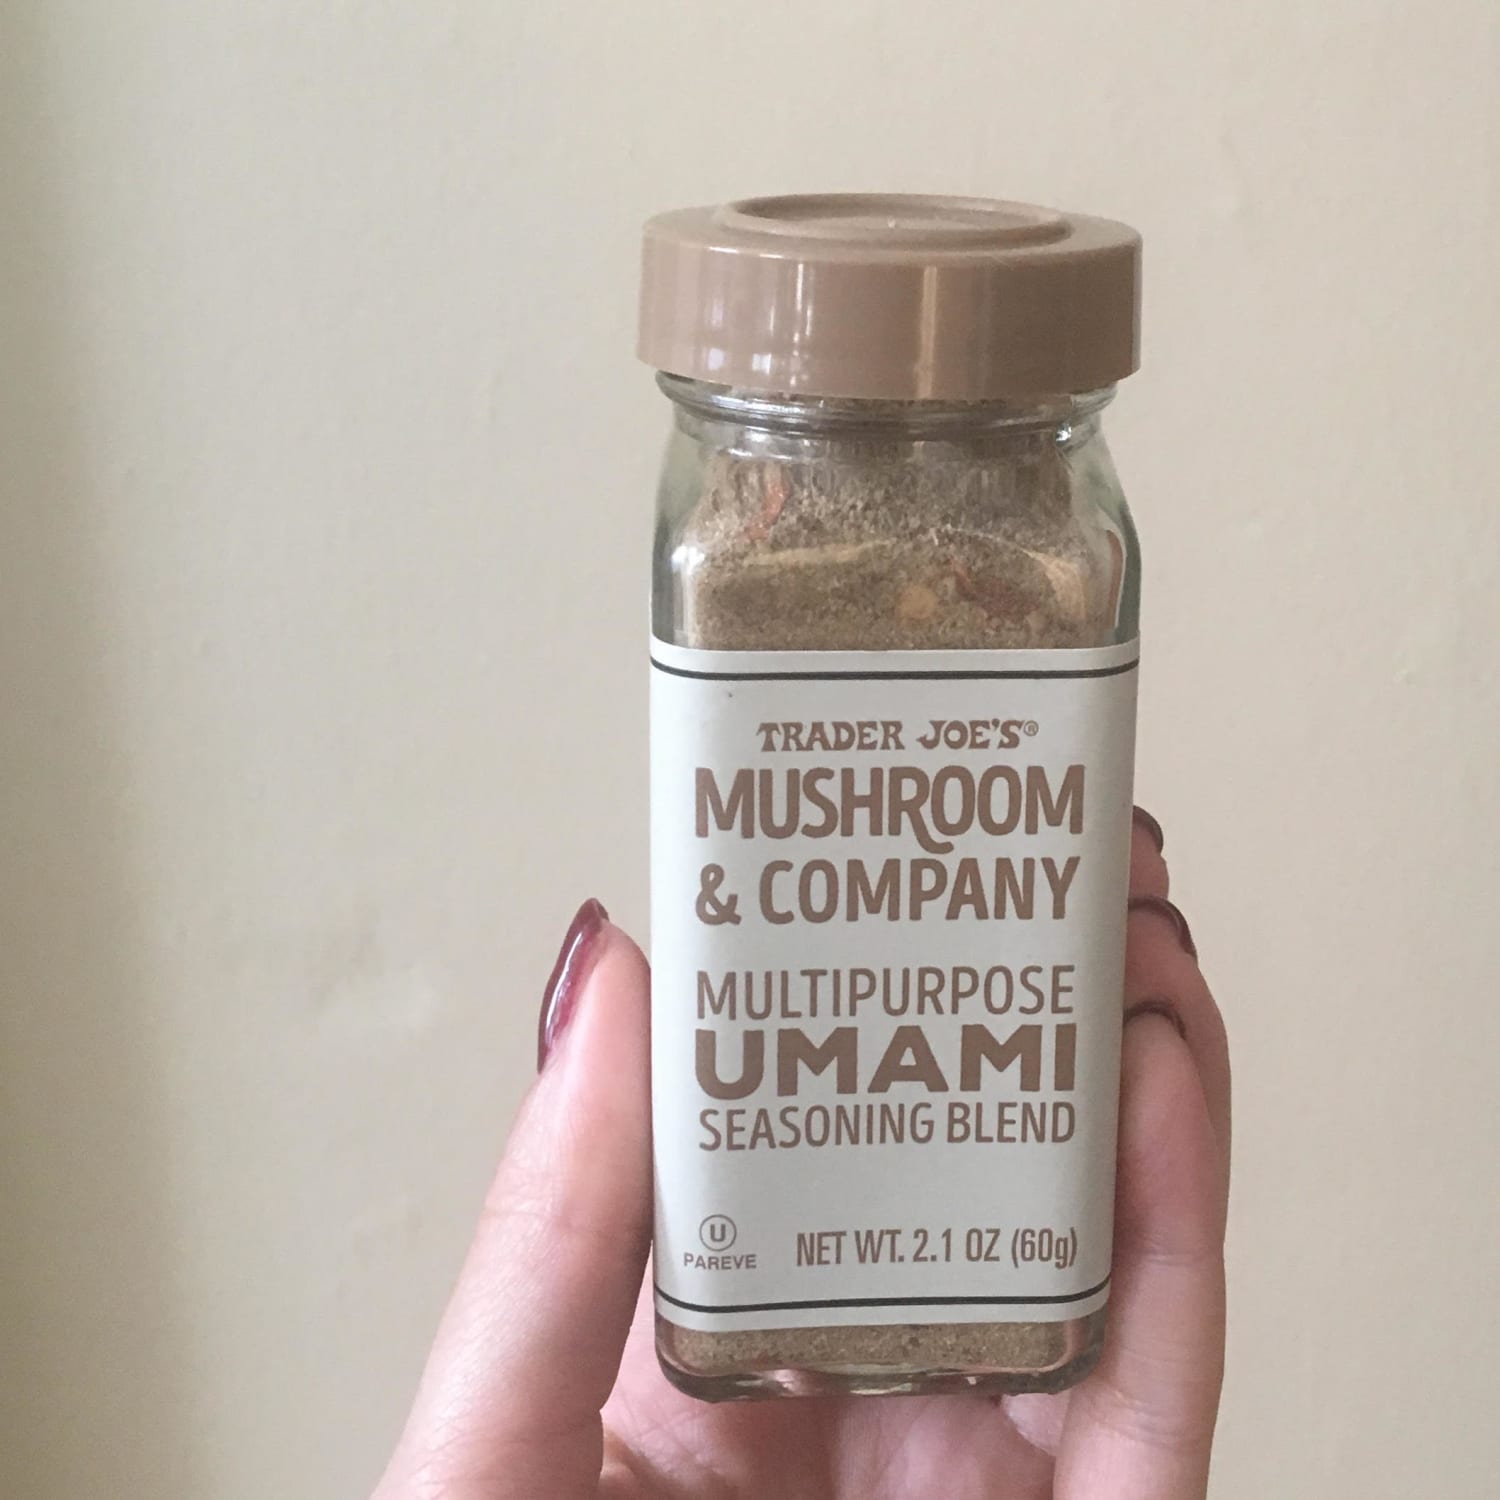 TRADER JOE'S®
MUSHROOM
& COMPANY
MULTIPURPOSE
UMAMI
SEASONING BLEND
U
PAREVE
NET WT. 2.1 OZ (60g)